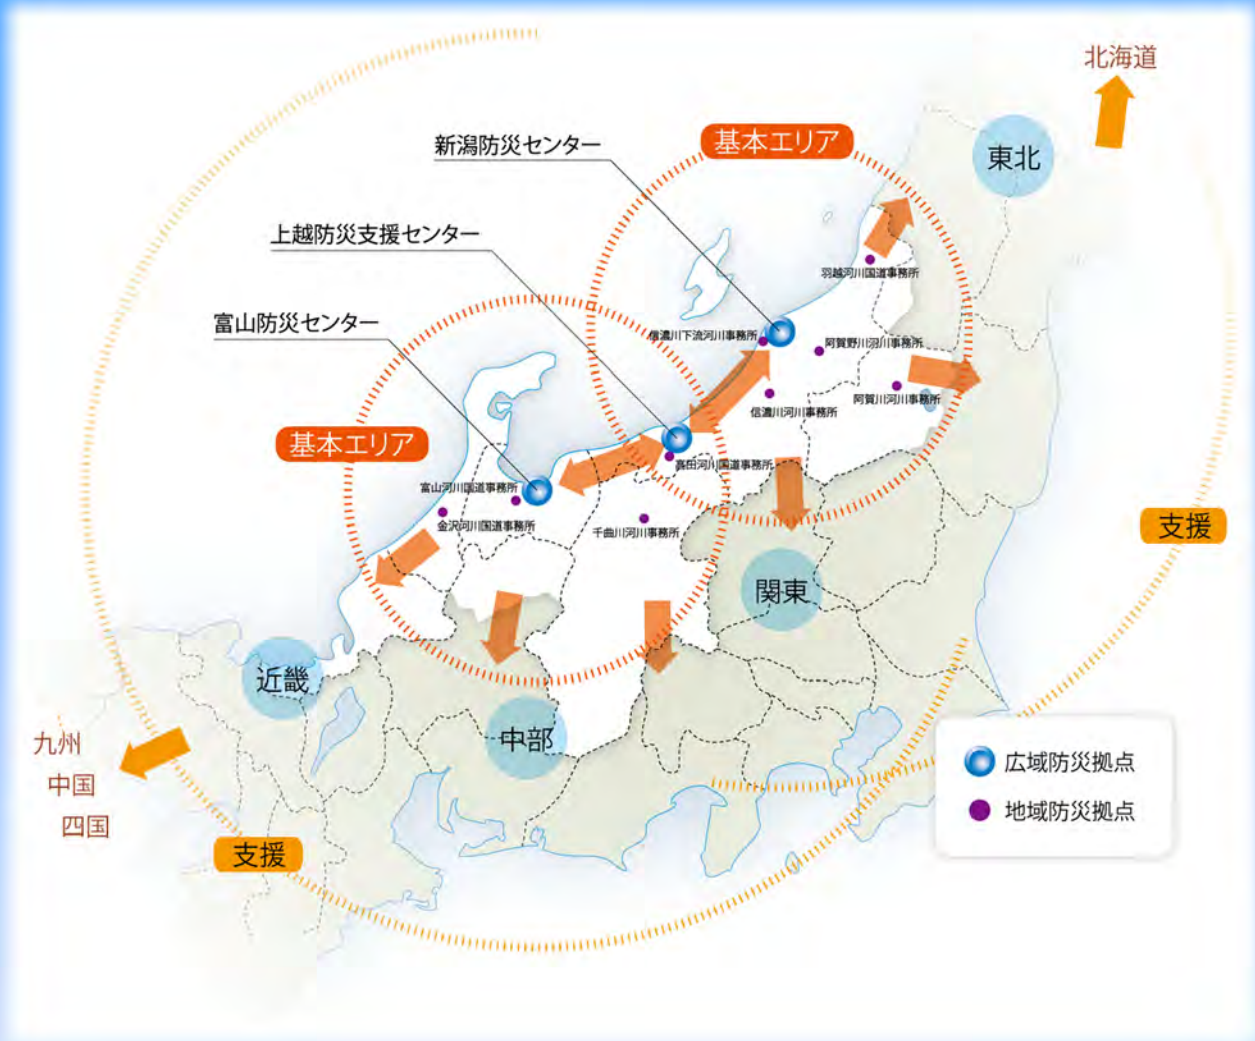 北海道
基本エリア
新潟防災センター
東北
上越防災支援センター
羽越河川国道事務所
富山防災センター
信濃川下流河川事務所
阿賀野川河川事務所
阿賀川河川事務所
信濃川河川事務所
基本エリア
高田河川国道事務所
富山河川国道事務所
金沢河川国道事務所
千曲川河川事務所
支援
関東
近畿
中部
九州
中国
四国
広域防災拠点
地域防災拠点
支援